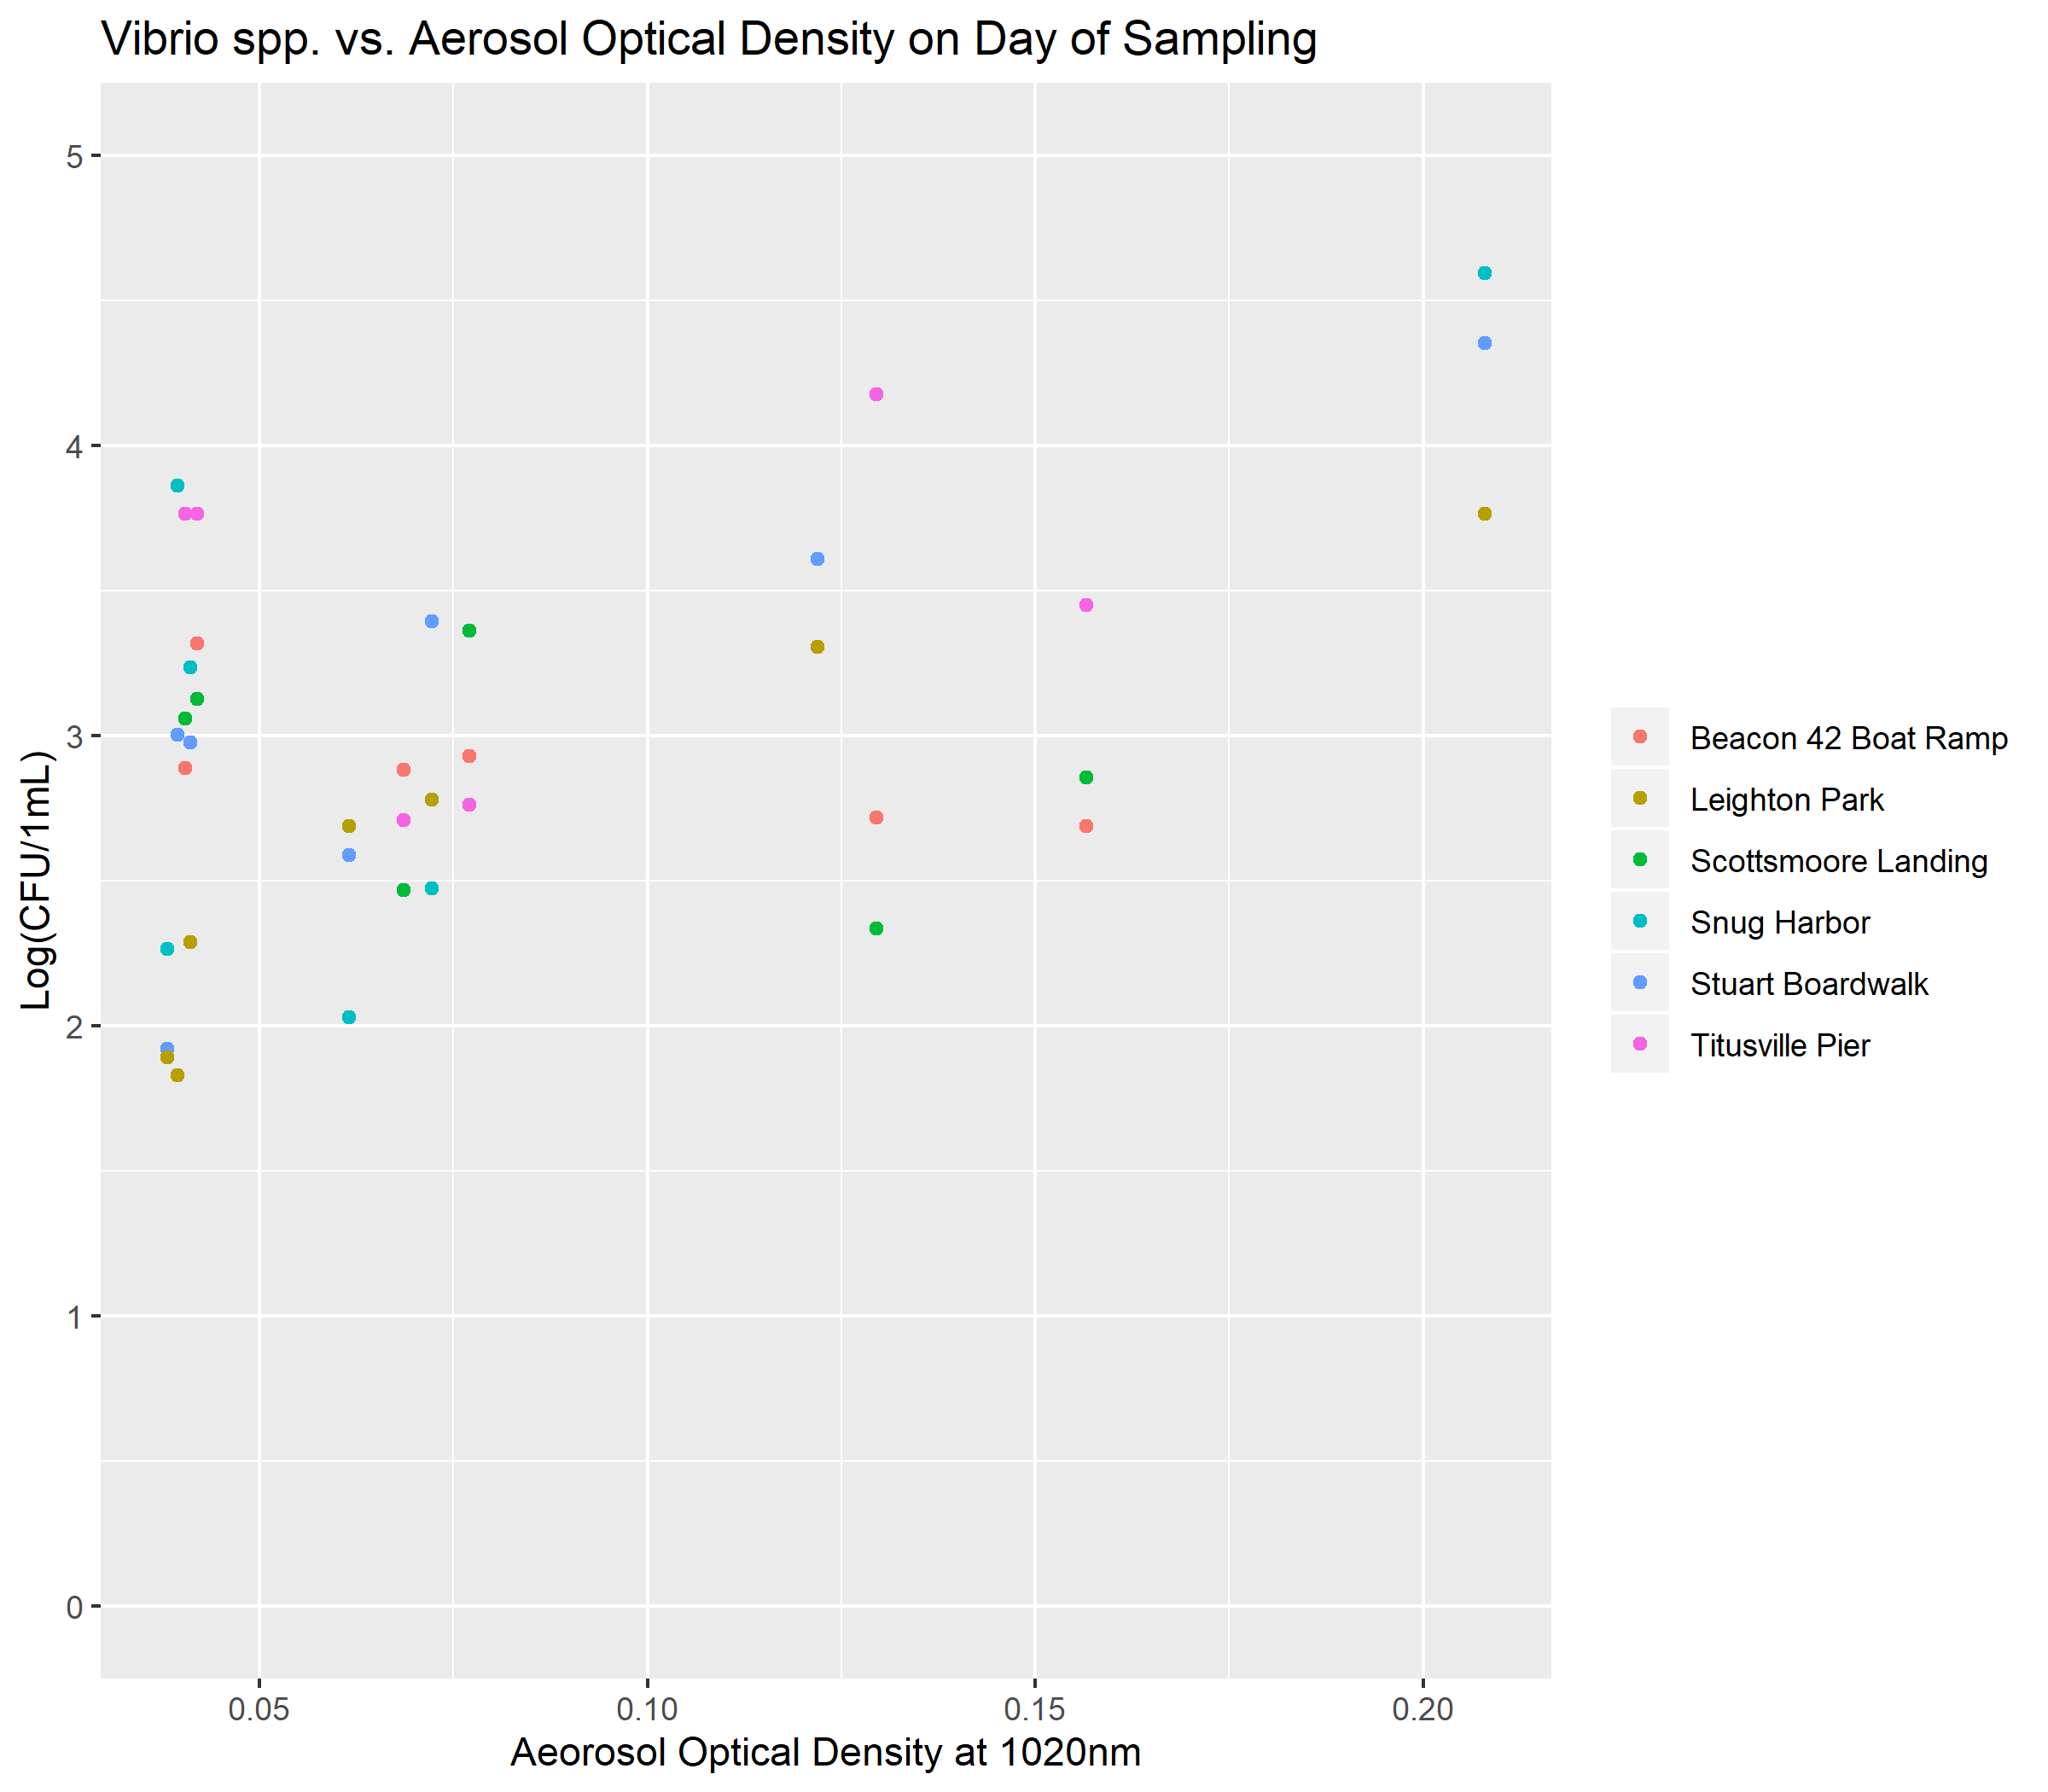 Vibrio spp. vs. Aerosol Optical Density on Day of Sampling
5
4
3
2
1
0
Log(CFU/1mL)
0.05 0.10 0.15 0.20
Aeorosol Optical Density at 1020nm
Beacon 42 Boat Ramp
Leighton Park
Scottsmoore Landing
Snug Harbor
Stuart Boardwalk
Titusville Pier